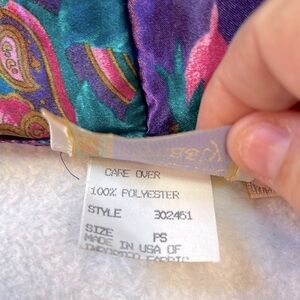 CARE OVER
100% POLYESTER
STYLE 302451
SIZE PS
MADE IN USA OF
IMPORTED FABRIC